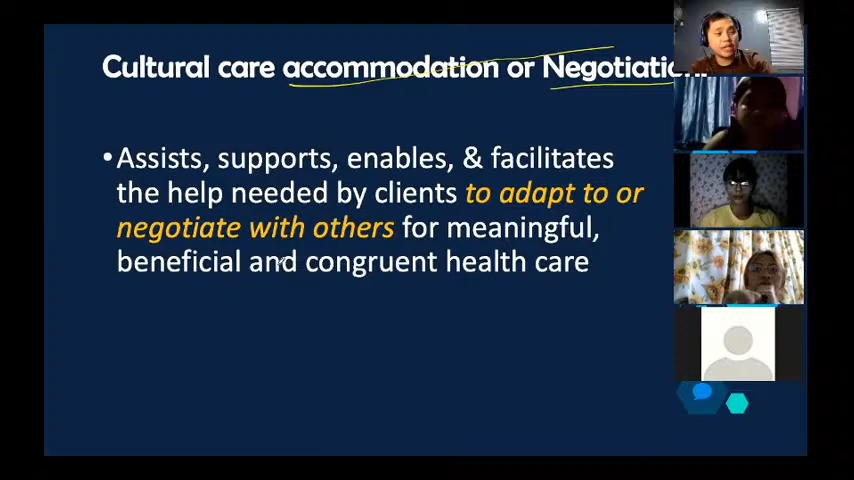 Cultural care accommodation or Negotiation:
• Assists, supports, enables, & facilitates
the help needed by clients to adapt to or
negotiate with others for meaningful,
beneficial and congruent health care